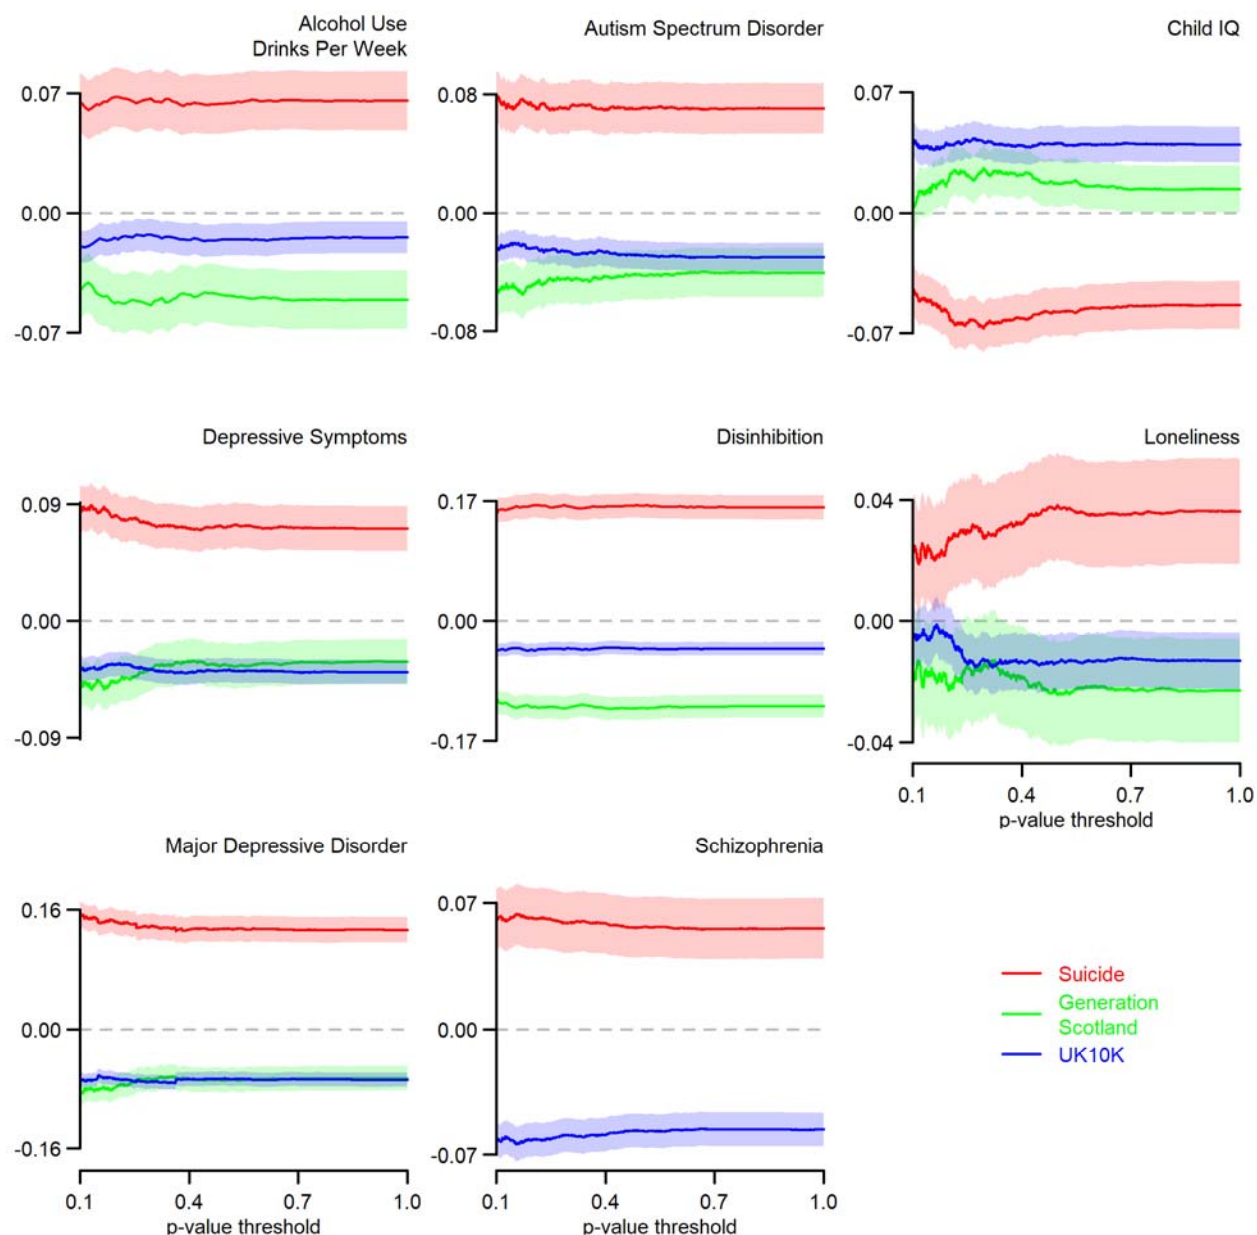 Alcohol Use
Drinks Per Week
0.07
0.00
-0.07
Autism Spectrum Disorder
0.08
0.00
-0.08
Child IQ
0.07
0.00
-0.07
Depressive Symptoms
0.09
0.00
-0.09
Disinhibition
0.17
0.00
-0.17
Loneliness
0.04
0.00
-0.04
0.1 0.4 0.7 1.0
p-value threshold
Major Depressive Disorder
0.16
0.00
-0.16
0.1 0.4 0.7 1.0
p-value threshold
Schizophrenia
0.07
0.00
-0.07
0.1 0.4 0.7 1.0
p-value threshold
Suicide
Generation
Scotland
UK10K